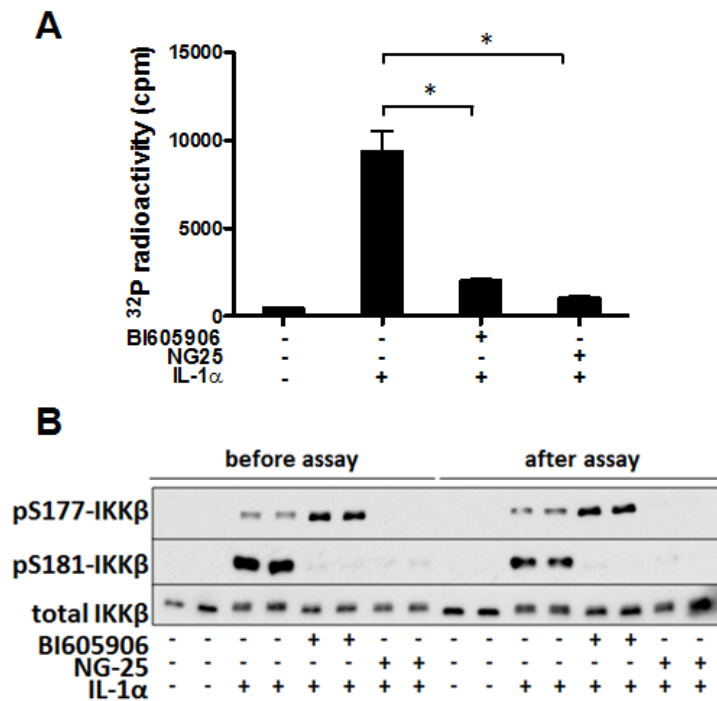 A
32P radioactivity (cpm)
15000
10000
5000
0
*
*
BI605906 - - + -
NG25 - - - +
IL-1α - + + +
B
before assay after assay
pS177-IKKβ
pS181-IKKβ
total IKKβ
BI605906 - - - - + + - - - - - - + + - -
NG-25 - - - - - - + + - - - - - - + +
IL-1α - - + + + + + + - - + + + + + +